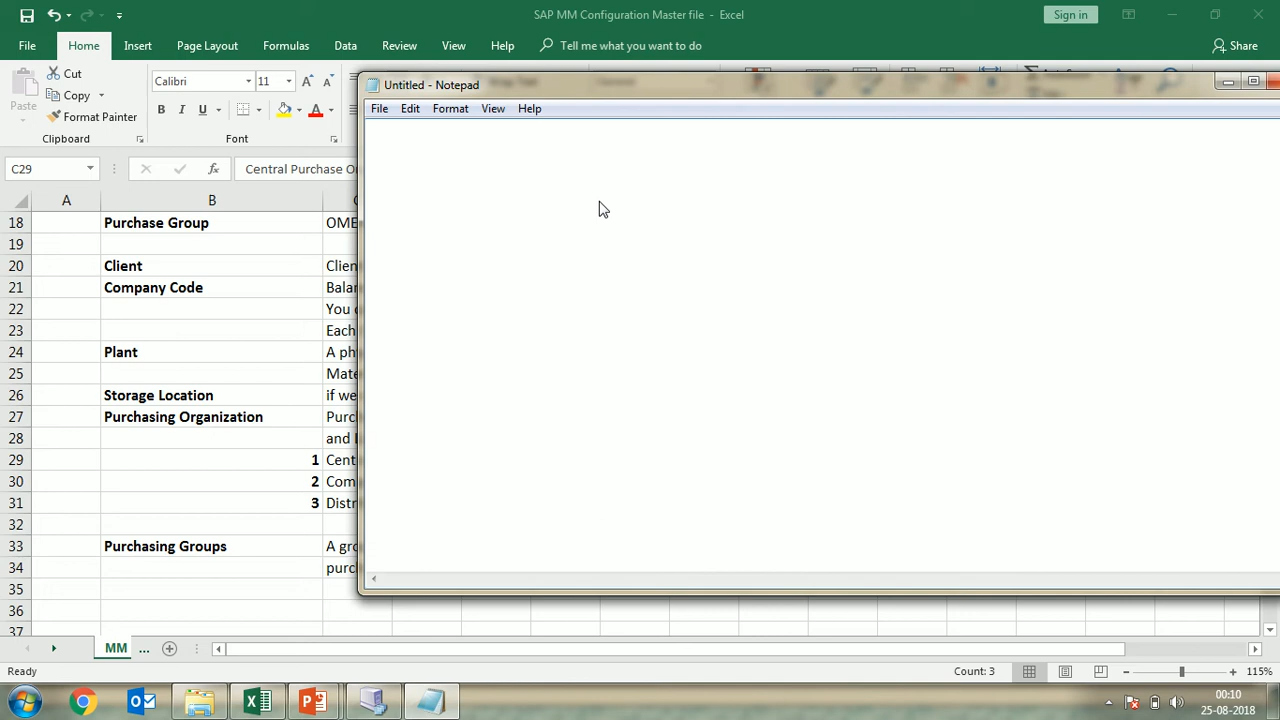 SAP MM Configuration Master file - Excel
Sign in
File Home Insert Page Layout Formulas Data Review View Help Tell me what you want to do Share
Paste
Cut
Copy
Format Painter
Clipboard
Calibri 11
B I U
Font
Untitled - Notepad
File Edit Format View Help
C29 fx Central Purchase O
A B
18 Purchase Group OME
19
20 Client Clien
21 Company Code Balan
22 You
23 Each
24 Plant A ph
25 Mate
26 Storage Location if we
27 Purchasing Organization Purc
28 and
29 1 Cent
30 2 Com
31 3 Distr
32
33 Purchasing Groups A gro
34 purch
35
36
37
MM ...
Ready Count: 3 115%
00:10
25-08-2018